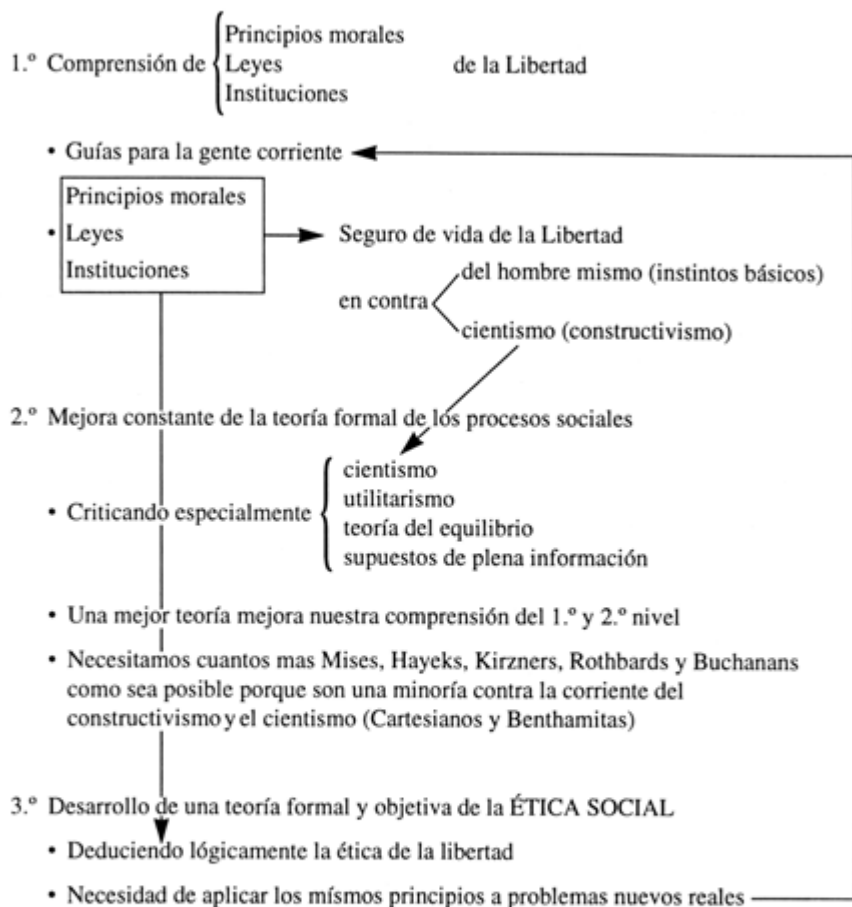 Principios morales
1.º Comprensión de Leyes de la Libertad
Instituciones
• Guías para la gente corriente
Principios morales
• Leyes Seguro de vida de la Libertad
Instituciones
del hombre mismo (instintos básicos)
en contra
cientismo (constructivismo)
2.º Mejora constante de la teoría formal de los procesos sociales
cientismo
utilitarismo
• Criticando especialmente
teoría del equilibrio
supuestos de plena información
• Una mejor teoría mejora nuestra comprensión del 1.º y 2.º nivel
• Necesitamos cuantos mas Mises, Hayeks, Kirzners, Rothbards y Buchanans
como sea posible porque son una minoría contra la corriente del
constructivismo y el cientismo (Cartesianos y Benthamitas)
3.º Desarrollo de una teoría formal y objetiva de la ÉTICA SOCIAL
• Deduciendo lógicamente la ética de la libertad
• Necesidad de aplicar los mísmos principios a problemas nuevos reales